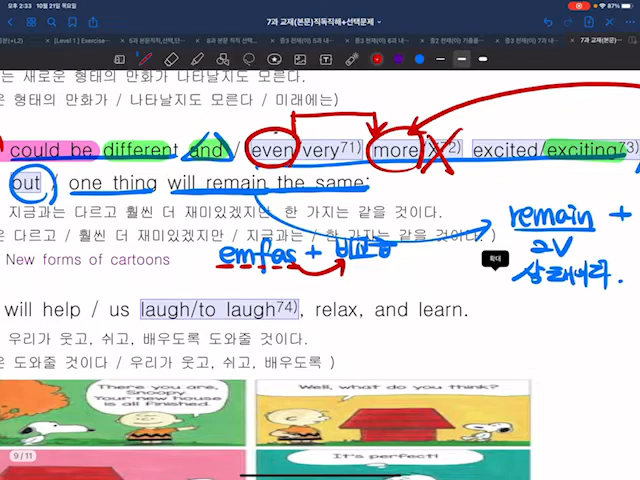 오후 2:33 10월 21일 목요일
87%
7과 교재(본문)직독직해+선택문제
는 새로운 형태의 만화가 나타날지도 모른다.
은 형태의 만화가 / 나타날지도 모른다 / 미래에는)
could be different and / even/very71) (more/X)72) excited/exciting73)
but / one thing will remain the same:
지금과는 다르고 훨씬 더 재미있겠지만 한 가지는 같을 것이다.
은 다르고 / 훨씬 더 재미있겠지만 / 지금과는 / 한 가지는 같을 것이다. )
remain +
2V
상태이다.
emfas + 비교급
New forms of cartoons
확대
will help / us laugh/to laugh74), relax, and learn.
우리가 웃고, 쉬고, 배우도록 도와줄 것이다.
은 도와줄 것이다 / 우리가 웃고, 쉬고, 배우도록 )
There you are, Snoopy. Your new house is all finished.
Well, what do you think?
It's perfect!
9/11